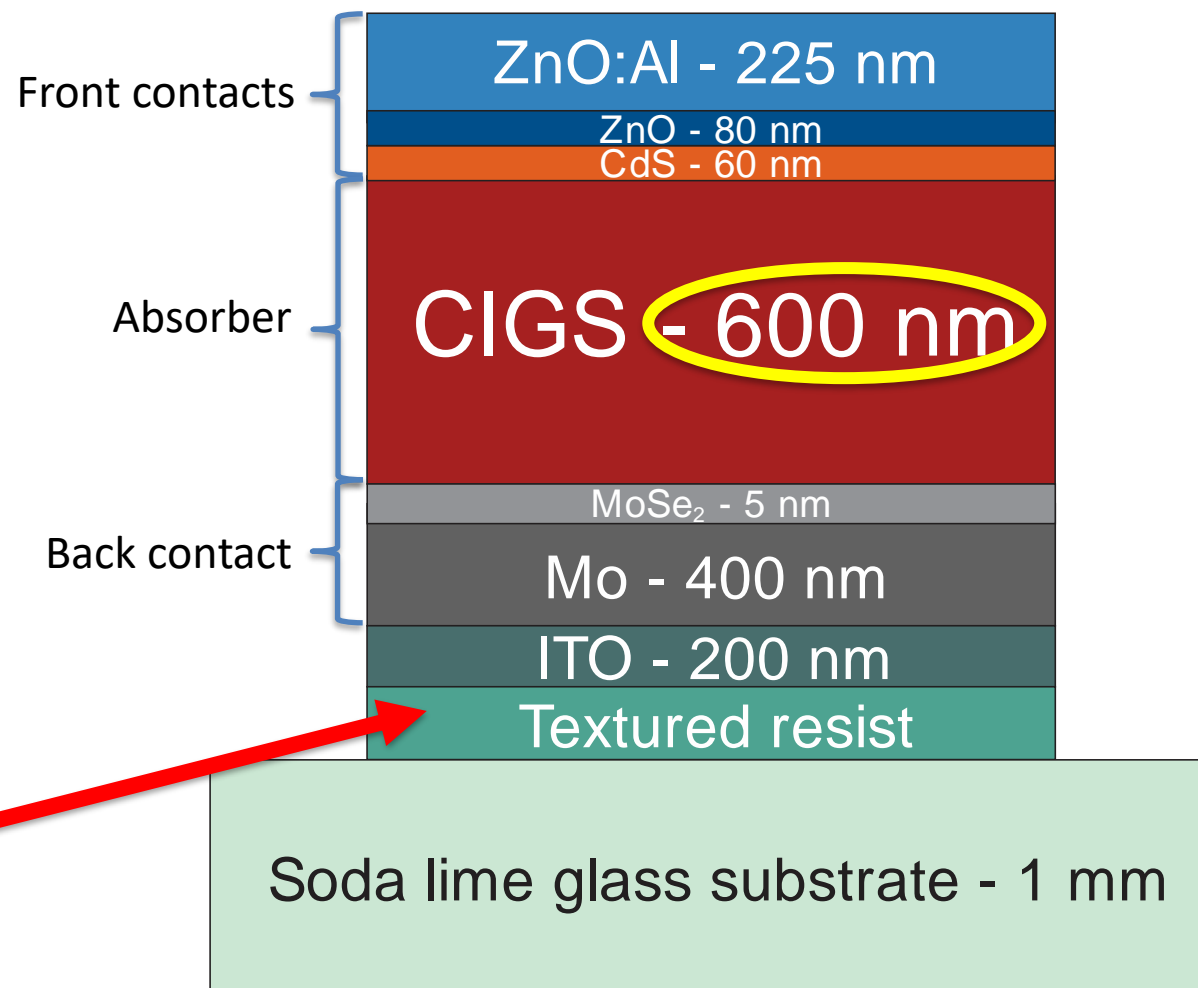 Front contacts
ZnO:Al - 225 nm
ZnO - 80 nm
CdS - 60 nm
Absorber
CIGS - 600 nm
Back contact
MoSe₂ - 5 nm
Mo - 400 nm
ITO - 200 nm
Textured resist
Soda lime glass substrate - 1 mm